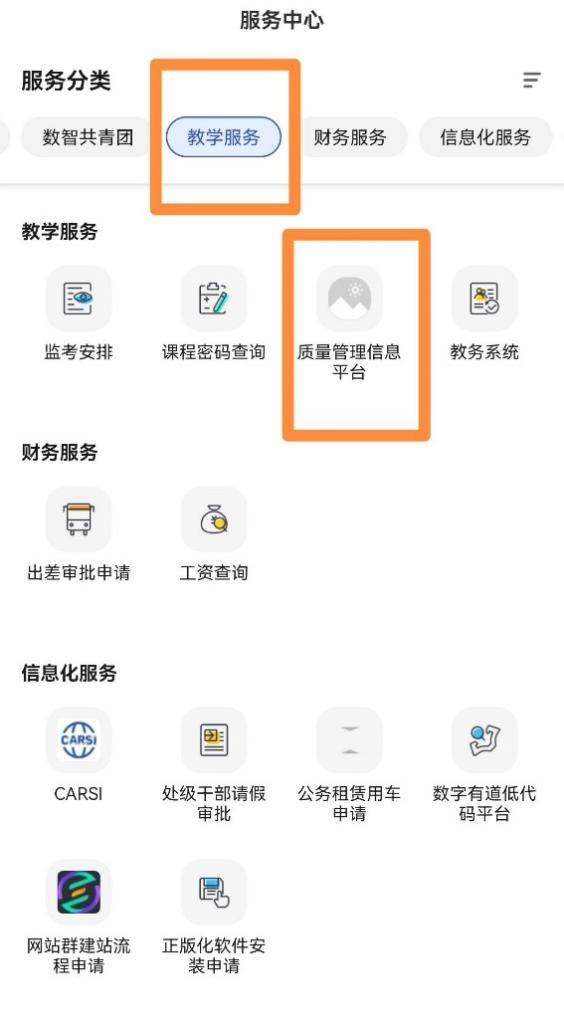 服务中心
服务分类
数智共青团 教学服务 财务服务 信息化服务
教学服务
监考安排 课程密码查询 质量管理信息 教务系统
平台
财务服务
出差审批申请 工资查询
信息化服务
CARSI
CARSI 处级干部请假 公务租赁用车 数字有道低代
审批 申请 码平台
网站群建站流 正版化软件安
程申请 装申请